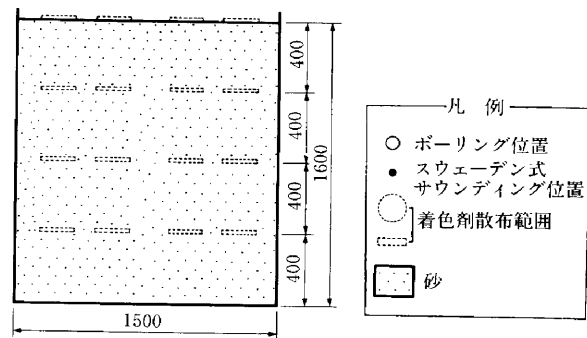 400
400
400
400
1600
1500
凡 例
ボーリング位置
スウェーデン式
サウンディング位置
着色剤散布範囲
砂